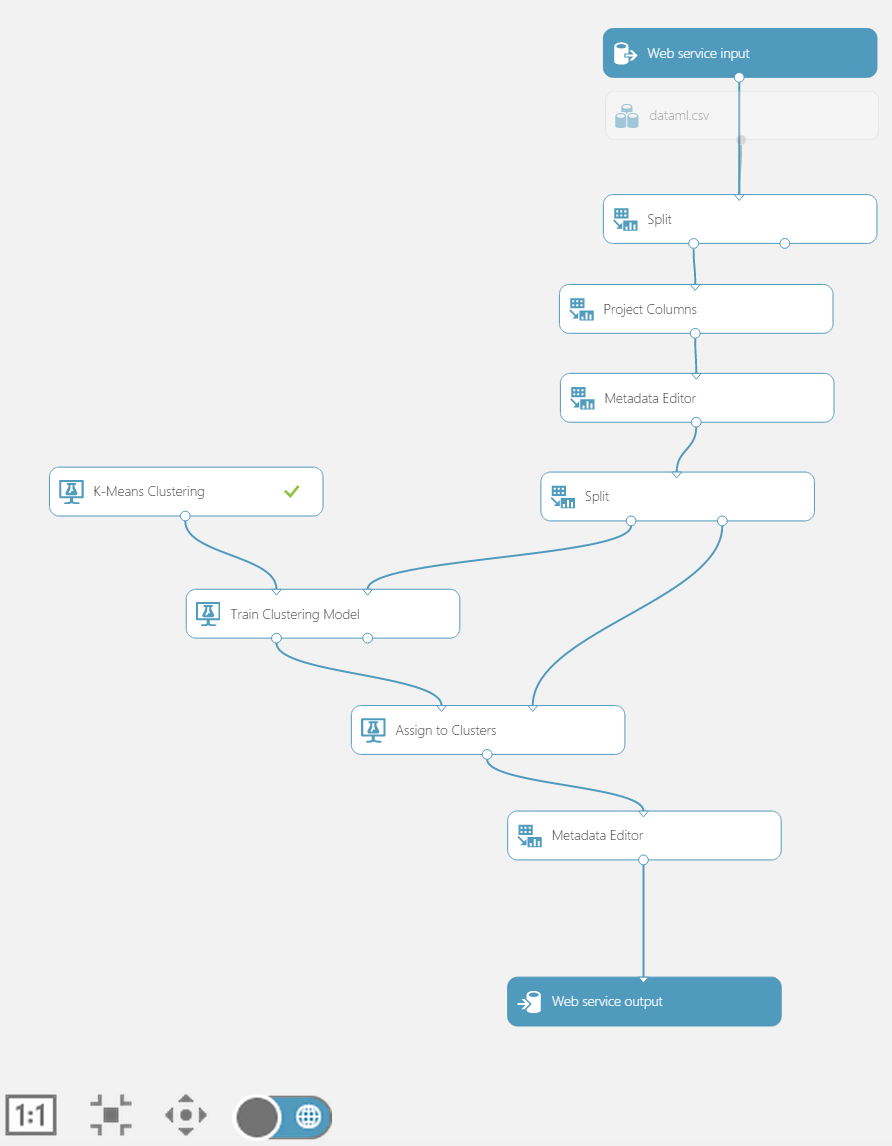 Web service input
dataml.csv
Split
Project Columns
Metadata Editor
K-Means Clustering
Split
Train Clustering Model
Assign to Clusters
Metadata Editor
Web service output
1:1